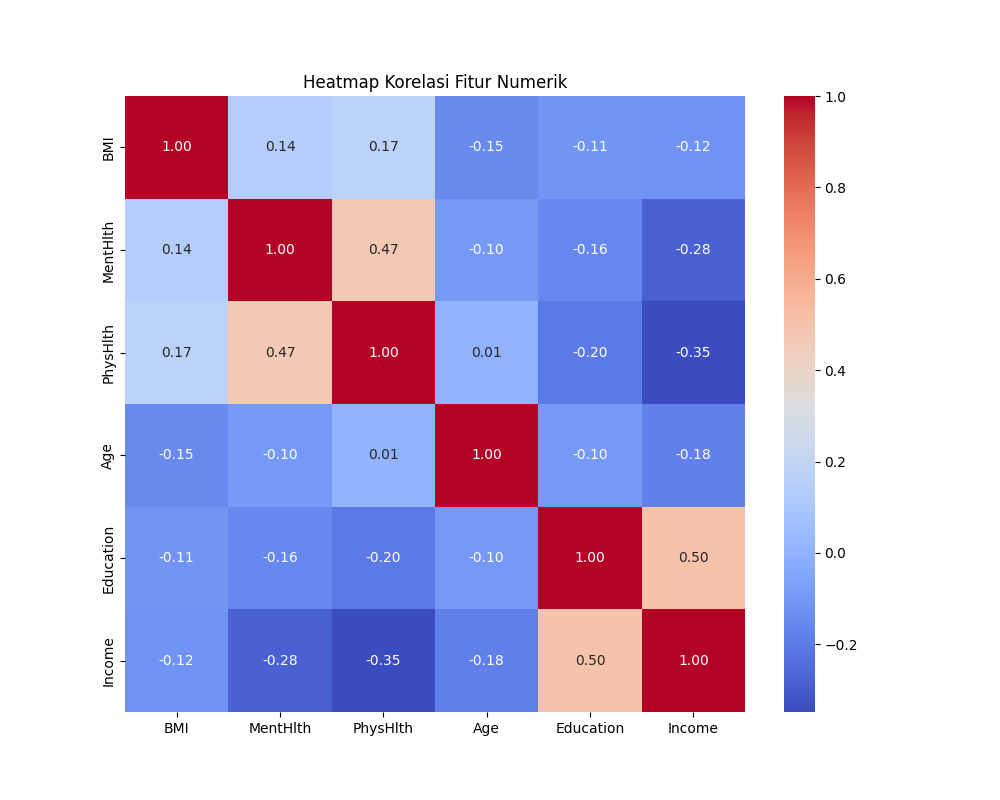 Heatmap Korelasi Fitur Numerik
BMI 1.00 0.14 0.17 -0.15 -0.11 -0.12
MentHlth 0.14 1.00 0.47 -0.10 -0.16 -0.28
PhysHlth 0.17 0.47 1.00 0.01 -0.20 -0.35
Age -0.15 -0.10 0.01 1.00 -0.10 -0.18
Education -0.11 -0.16 -0.20 -0.10 1.00 0.50
Income -0.12 -0.28 -0.35 -0.18 0.50 1.00
BMI MentHlth PhysHlth Age Education Income
1.0
0.8
0.6
0.4
0.2
0.0
−0.2